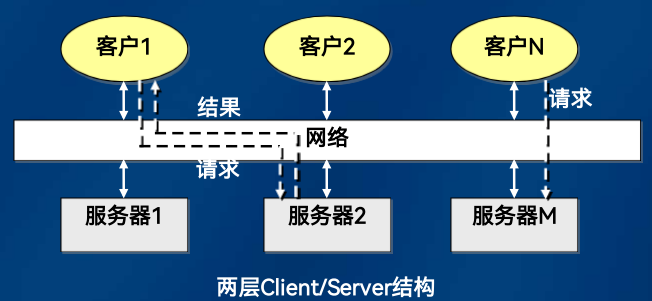 客户1
客户2
客户N
结果
请求
网络
请求
服务器1
服务器2
服务器M
两层Client/Server结构